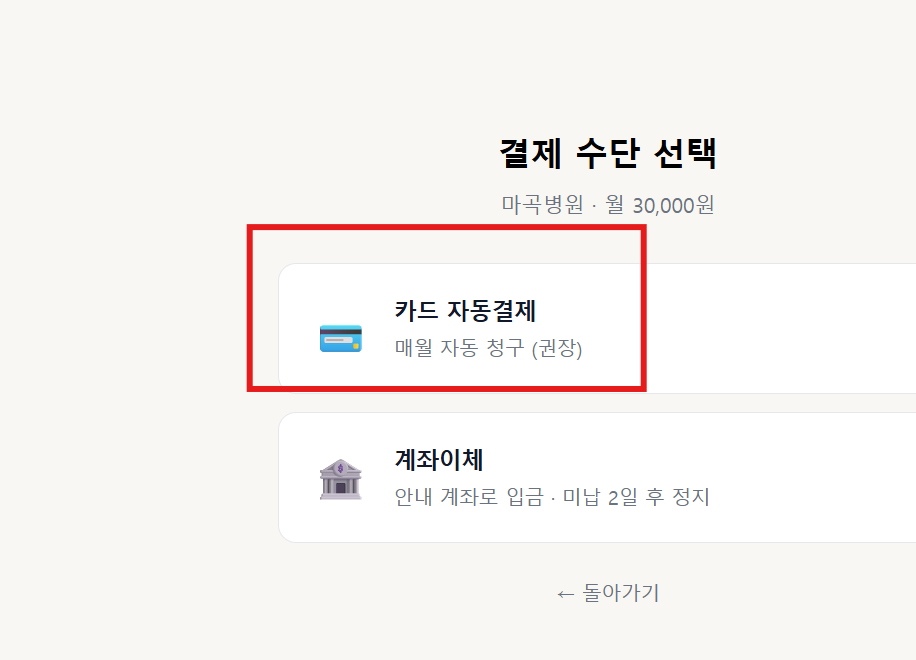 결제 수단 선택
마곡병원 · 월 30,000원
카드 자동결제
매월 자동 청구 (권장)
계좌이체
안내 계좌로 입금 · 미납 2일 후 정지
← 돌아가기